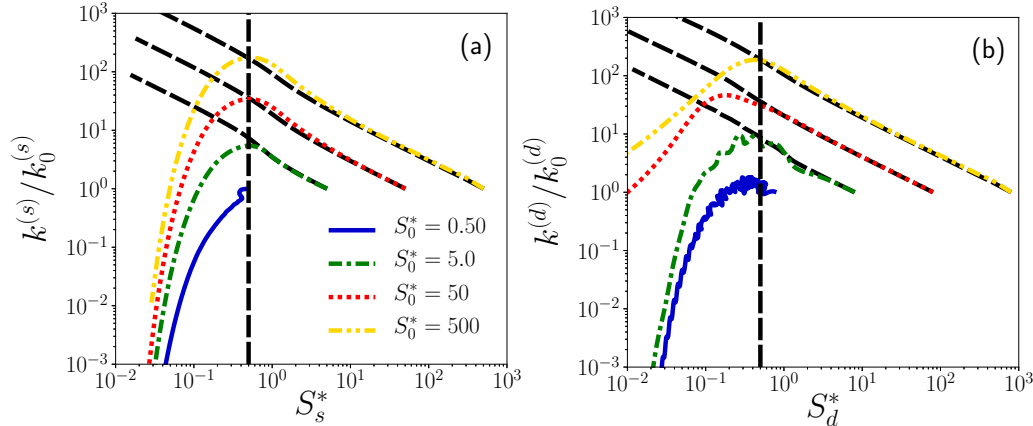 (a)
k^{(s)}/k_0^{(s)}
10^3
10^2
10^1
10^0
10^{-1}
10^{-2}
10^{-3}
S_0^* = 0.50
S_0^* = 5.0
S_0^* = 50
S_0^* = 500
10^{-2} 10^{-1} 10^0 10^1 10^2 10^3
S_s^*
(b)
k^{(d)}/k_0^{(d)}
10^3
10^2
10^1
10^0
10^{-1}
10^{-2}
10^{-3}
10^{-2} 10^{-1} 10^0 10^1 10^2 10^3
S_d^*